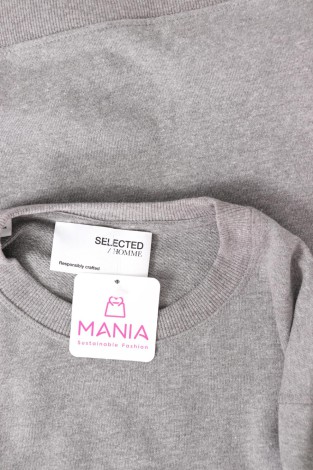 SELECTED
/ HOMME
Responsibly crafted
MANIA
Sustainable Fashion